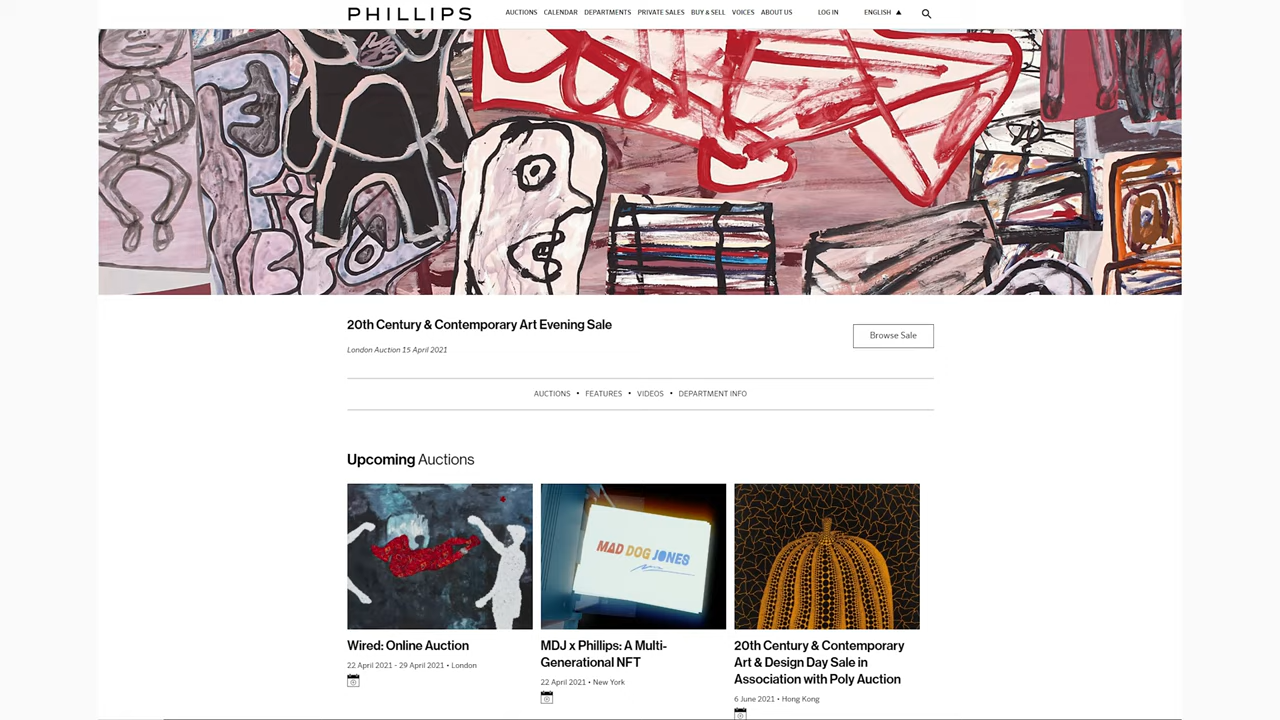 PHILLIPS
AUCTIONS CALENDAR DEPARTMENTS PRIVATE SALES BUY & SELL VOICES ABOUT US LOG IN ENGLISH
20th Century & Contemporary Art Evening Sale
Browse Sale
London Auction 15 April 2021
AUCTIONS • FEATURES • VIDEOS • DEPARTMENT INFO
Upcoming Auctions
MAD DOG JONES
Wired: Online Auction
22 April 2021 - 29 April 2021 • London
MDJ x Phillips: A Multi-
Generational NFT
22 April 2021 • New York
20th Century & Contemporary
Art & Design Day Sale in
Association with Poly Auction
6 June 2021 • Hong Kong